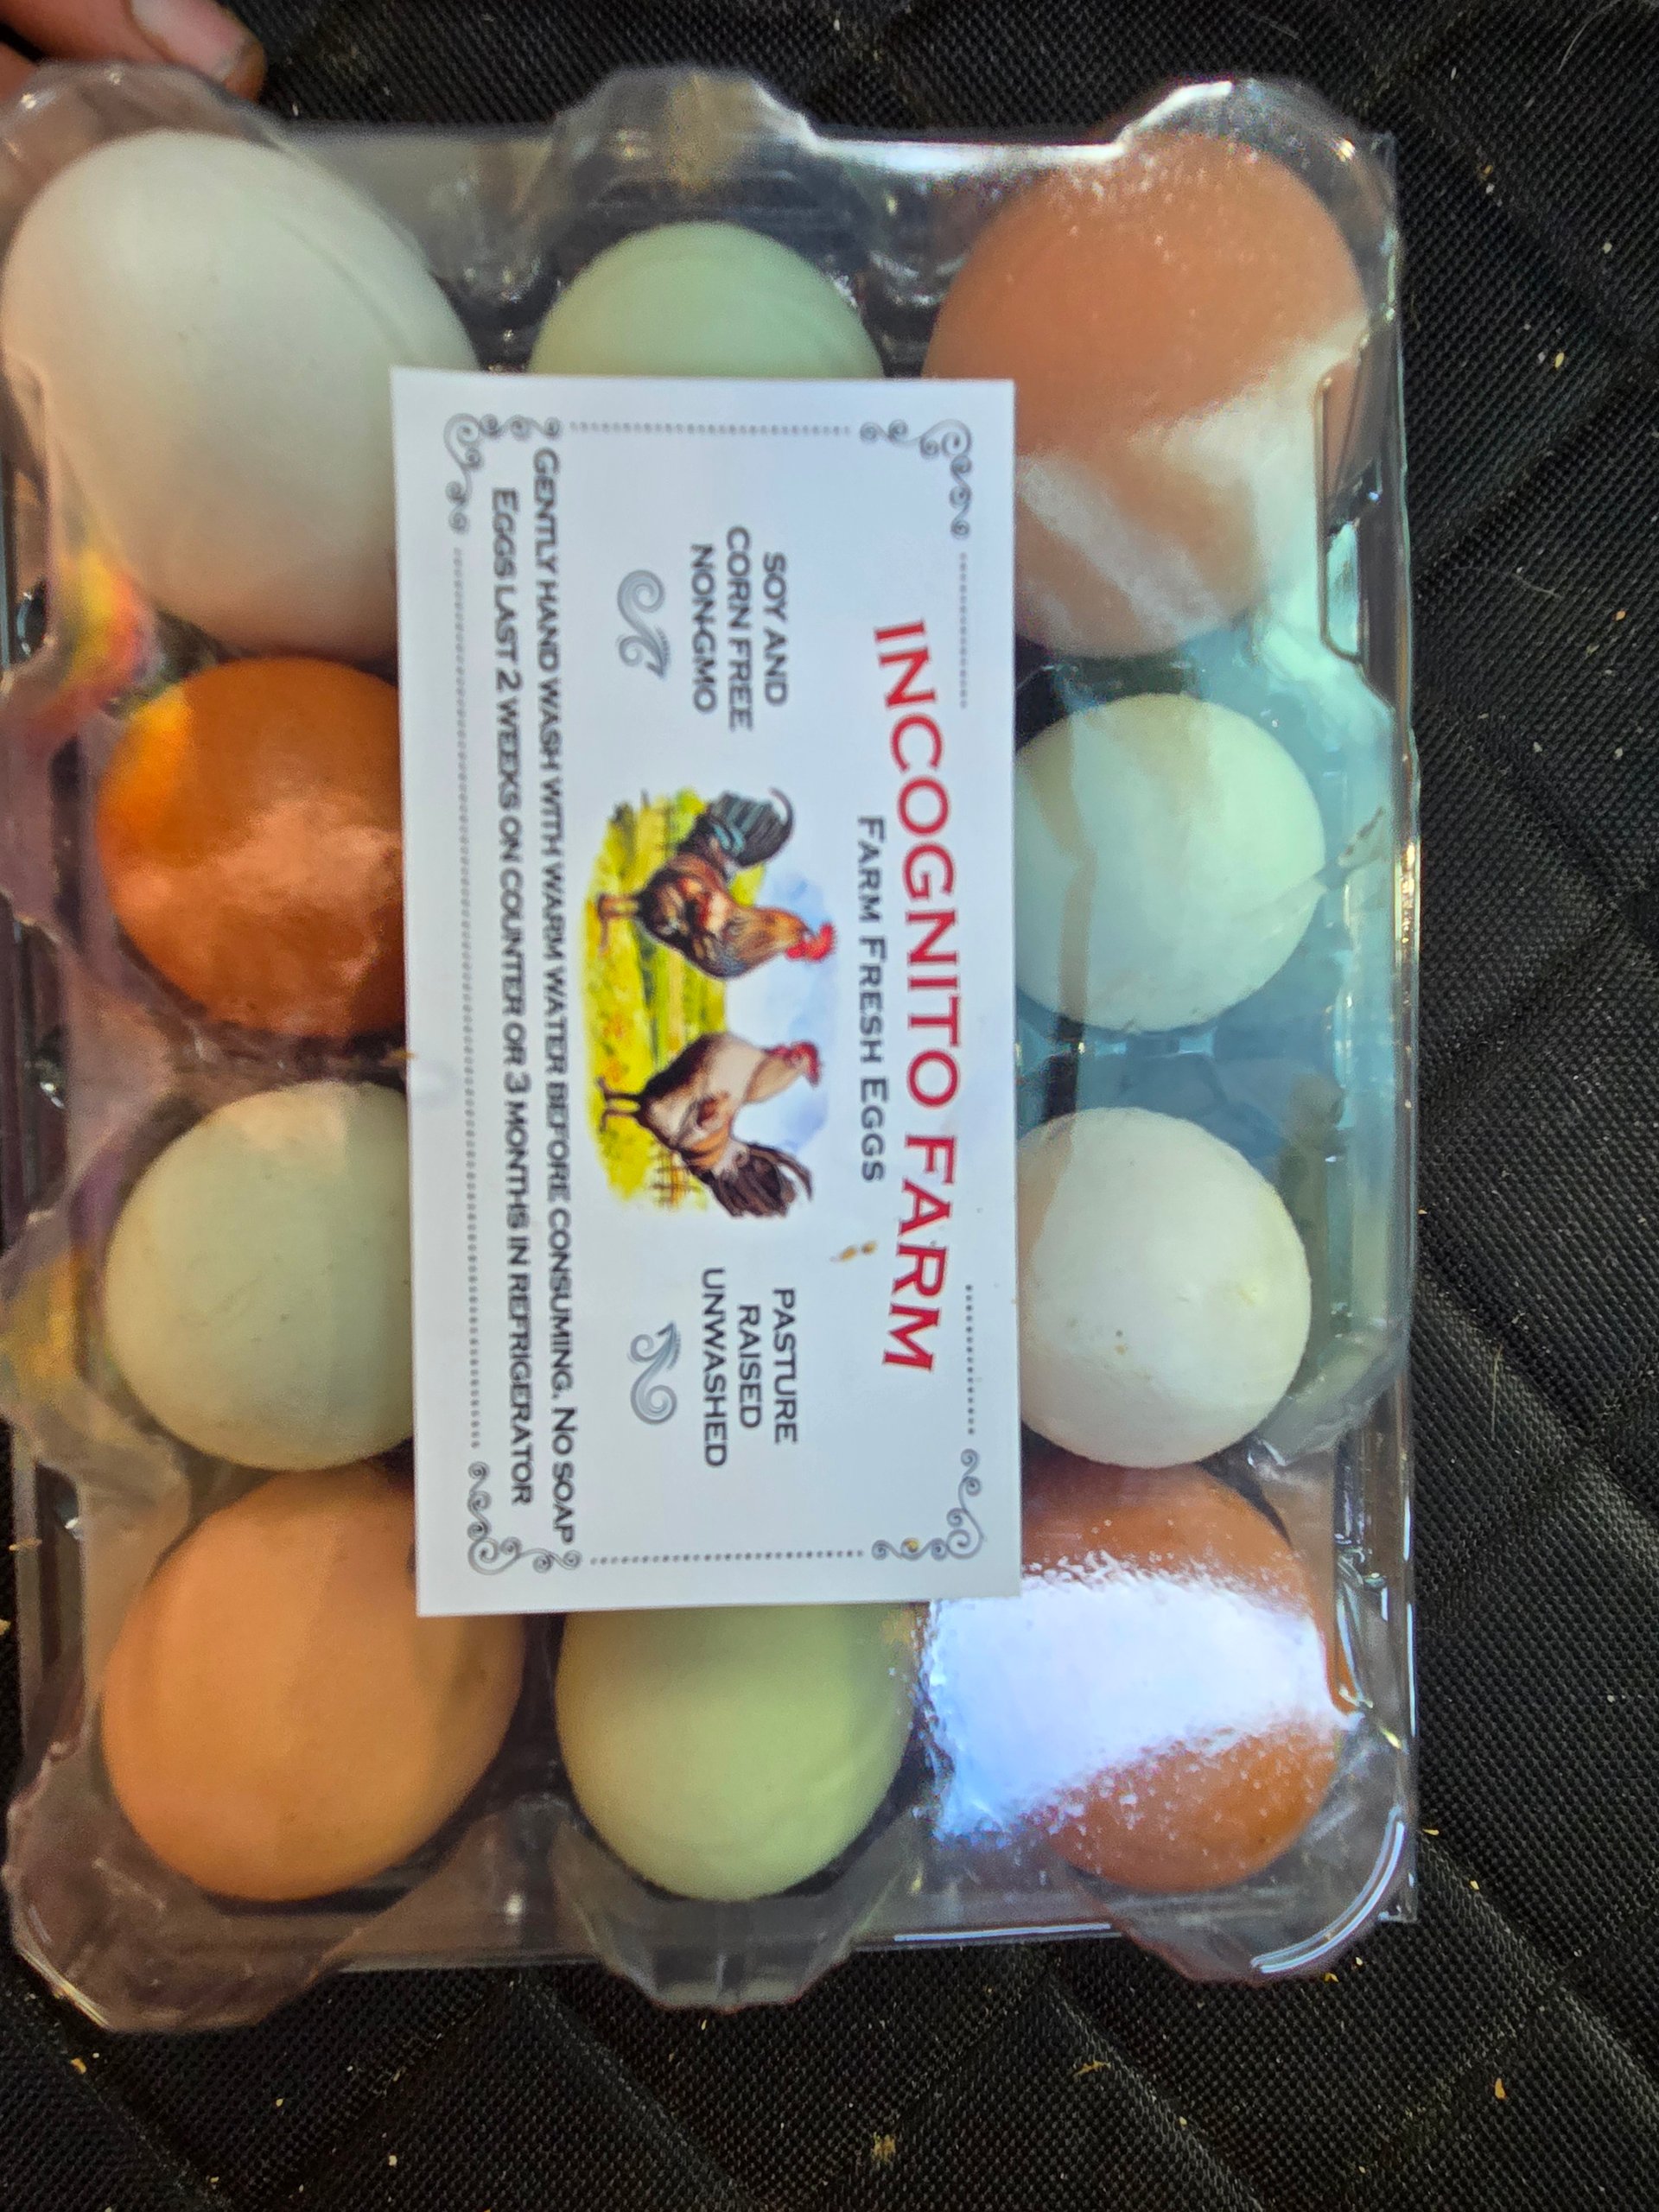 INCOGNITO FARM
FARM FRESH EGGS
SOY AND
CORN FREE
NON-GMO
PASTURE
RAISED
UNWASHED
GENTLY HAND WASH WITH WARM WATER BEFORE CONSUMING. NO SOAP
EGGS LAST 2 WEEKS ON COUNTER OR 3 MONTHS IN REFRIGERATOR